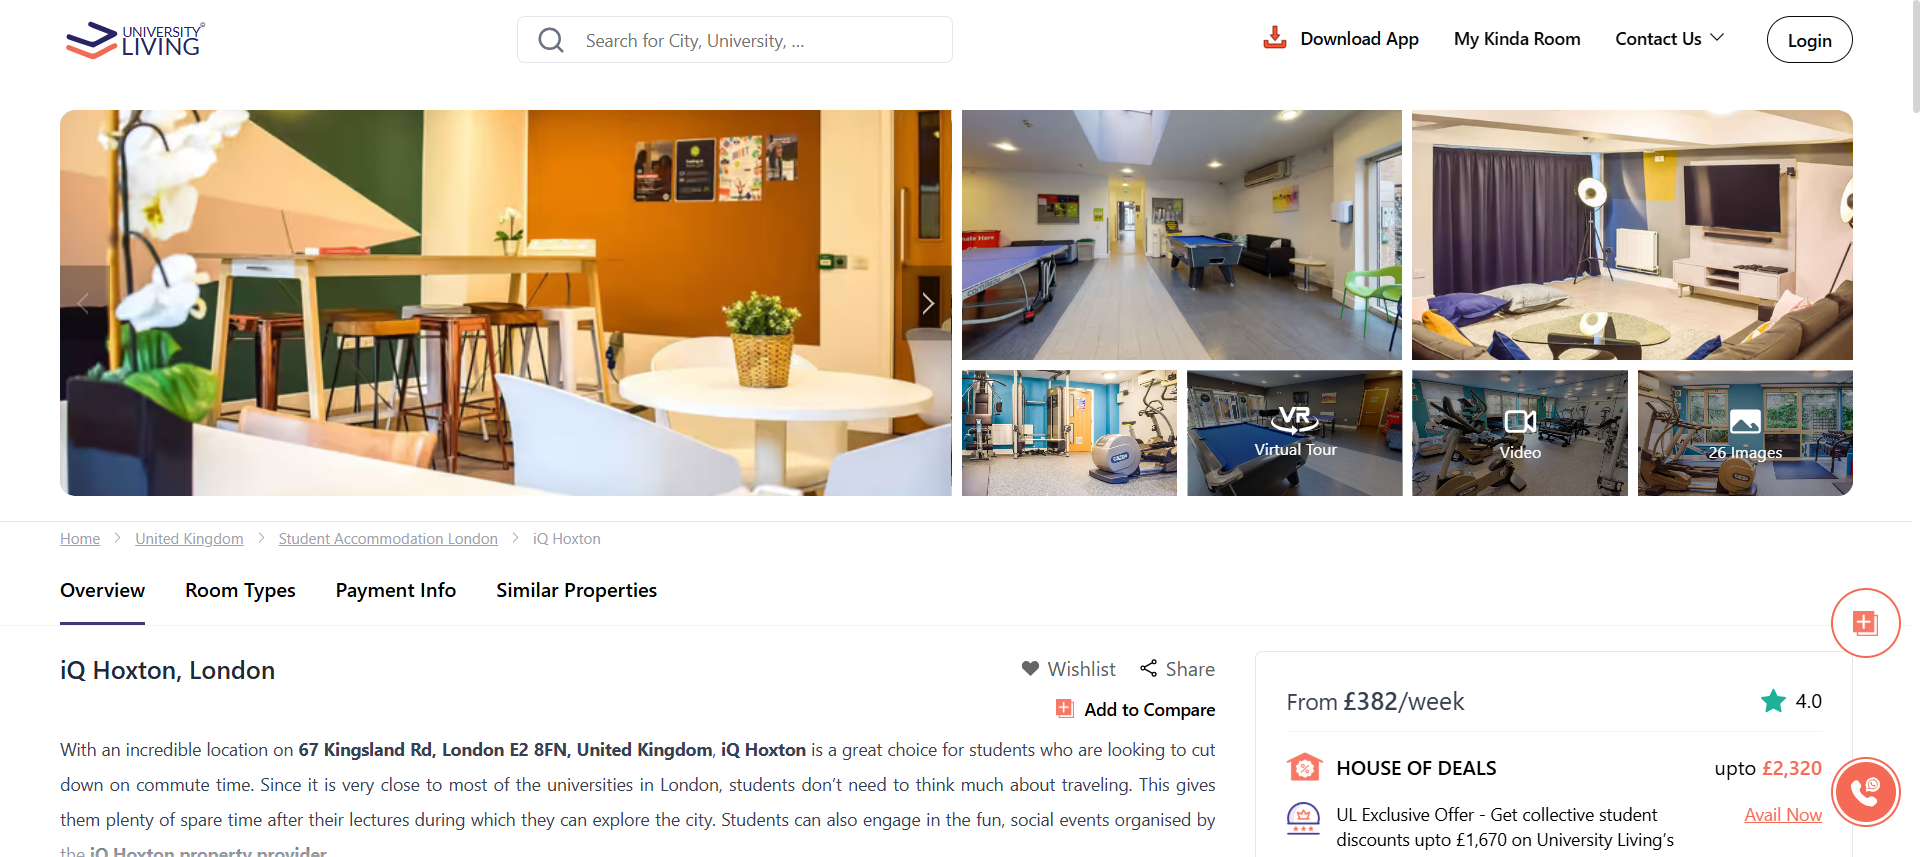 UNIVERSITY
LIVING
Search for City, University, ...
Download App
My Kinda Room
Contact Us
Login
Virtual Tour
Video
26 Images
Home
United Kingdom
Student Accommodation London
iQ Hoxton
Overview
Room Types
Payment Info
Similar Properties
iQ Hoxton, London
Wishlist
Share
Add to Compare
With an incredible location on 67 Kingsland Rd, London E2 8FN, United Kingdom, iQ Hoxton is a great choice for students who are looking to cut
down on commute time. Since it is very close to most of the universities in London, students don’t need to think much about traveling. This gives
them plenty of spare time after their lectures during which they can explore the city. Students can also engage in the fun, social events organised by
the iQ Hoxton property provider.
From £382/week
4.0
HOUSE OF DEALS
upto £2,320
UL Exclusive Offer - Get collective student
discounts upto £1,670 on University Living’s
Avail Now